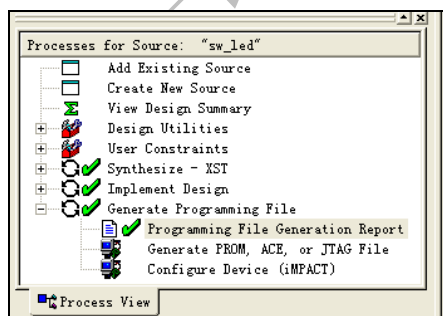 Processes for Source: "sw_led"
Add Existing Source
Create New Source
View Design Summary
Design Utilities
User Constraints
Synthesize - XST
Implement Design
Generate Programming File
Programming File Generation Report
Generate PROM, ACE, or JTAG File
Configure Device (iMPACT)
Process View